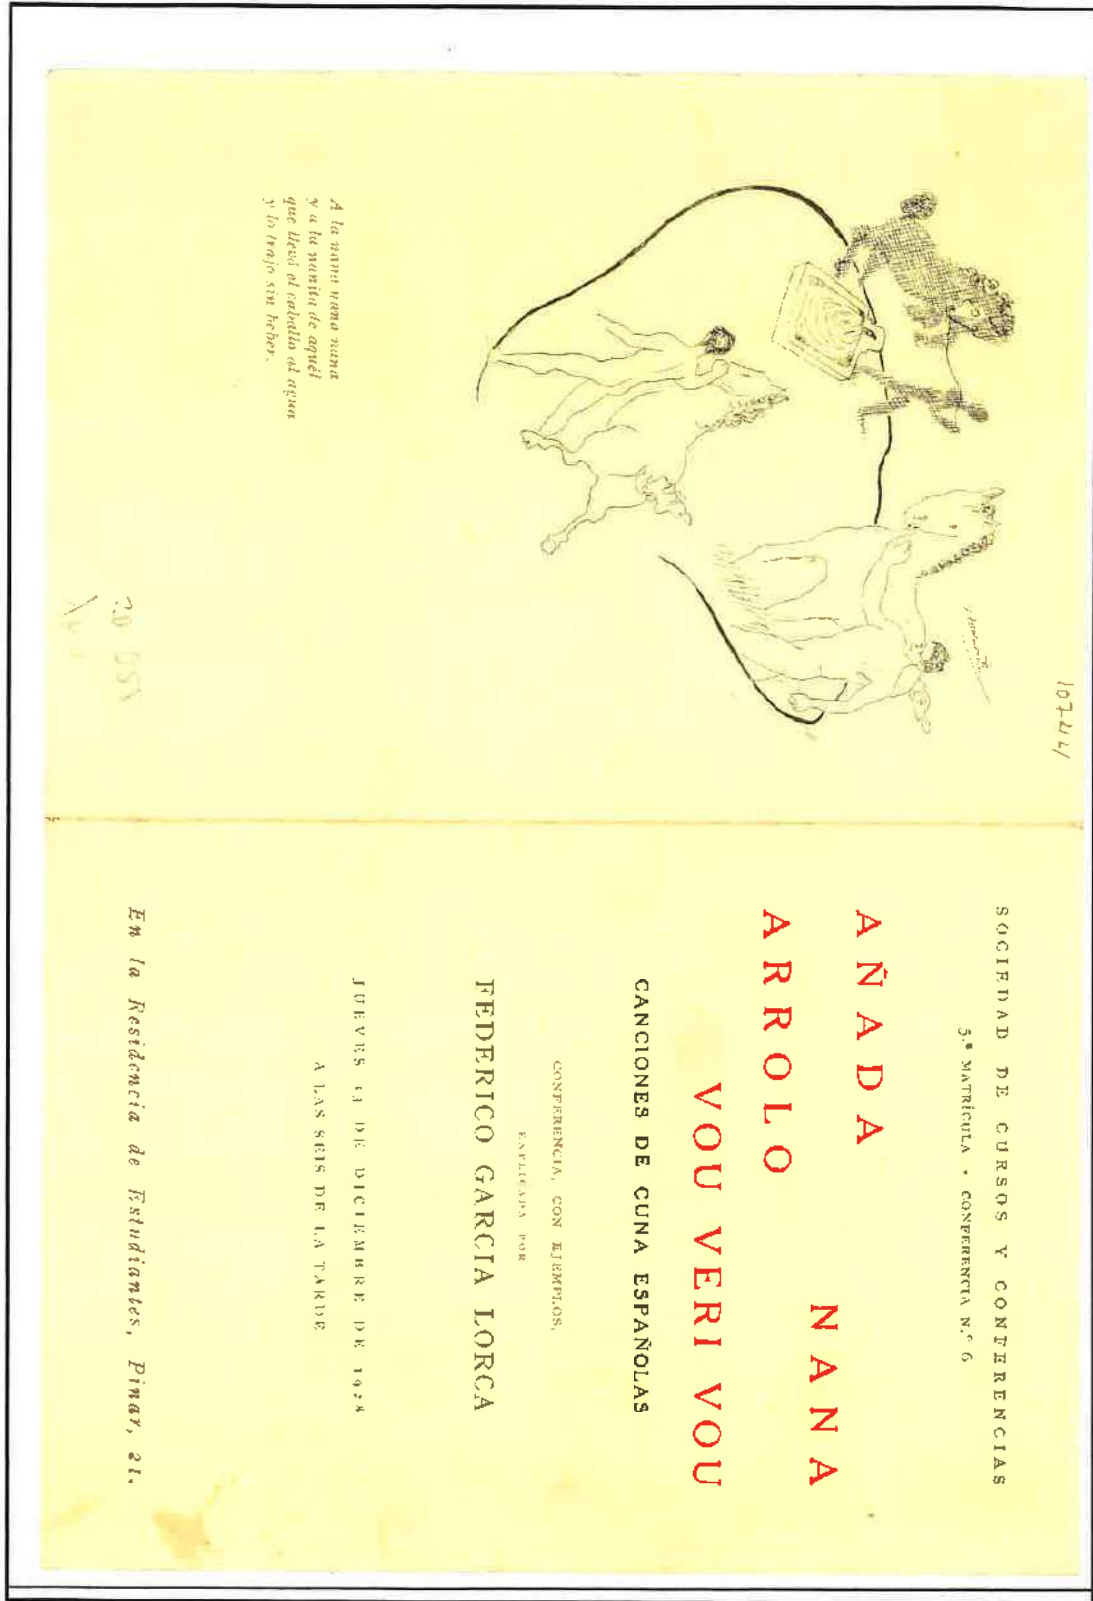 10744
A la nana nana nana
y a la nanita de aquél
que llevó el caballo al agua
y lo trajo sin beber.
SOCIEDAD DE CURSOS Y CONFERENCIAS
5.ª MATRÍCULA · CONFERENCIA N.º 6
AÑADA
NANA
ARROLO
VOU VERI VOU
CANCIONES DE CUNA ESPAÑOLAS
CONFERENCIA, CON EJEMPLOS,
EXPLICADA POR
FEDERICO GARCIA LORCA
JUEVES 13 DE DICIEMBRE DE 1928
A LAS SEIS DE LA TARDE
En la Residencia de Estudiantes, Pinar, 21.